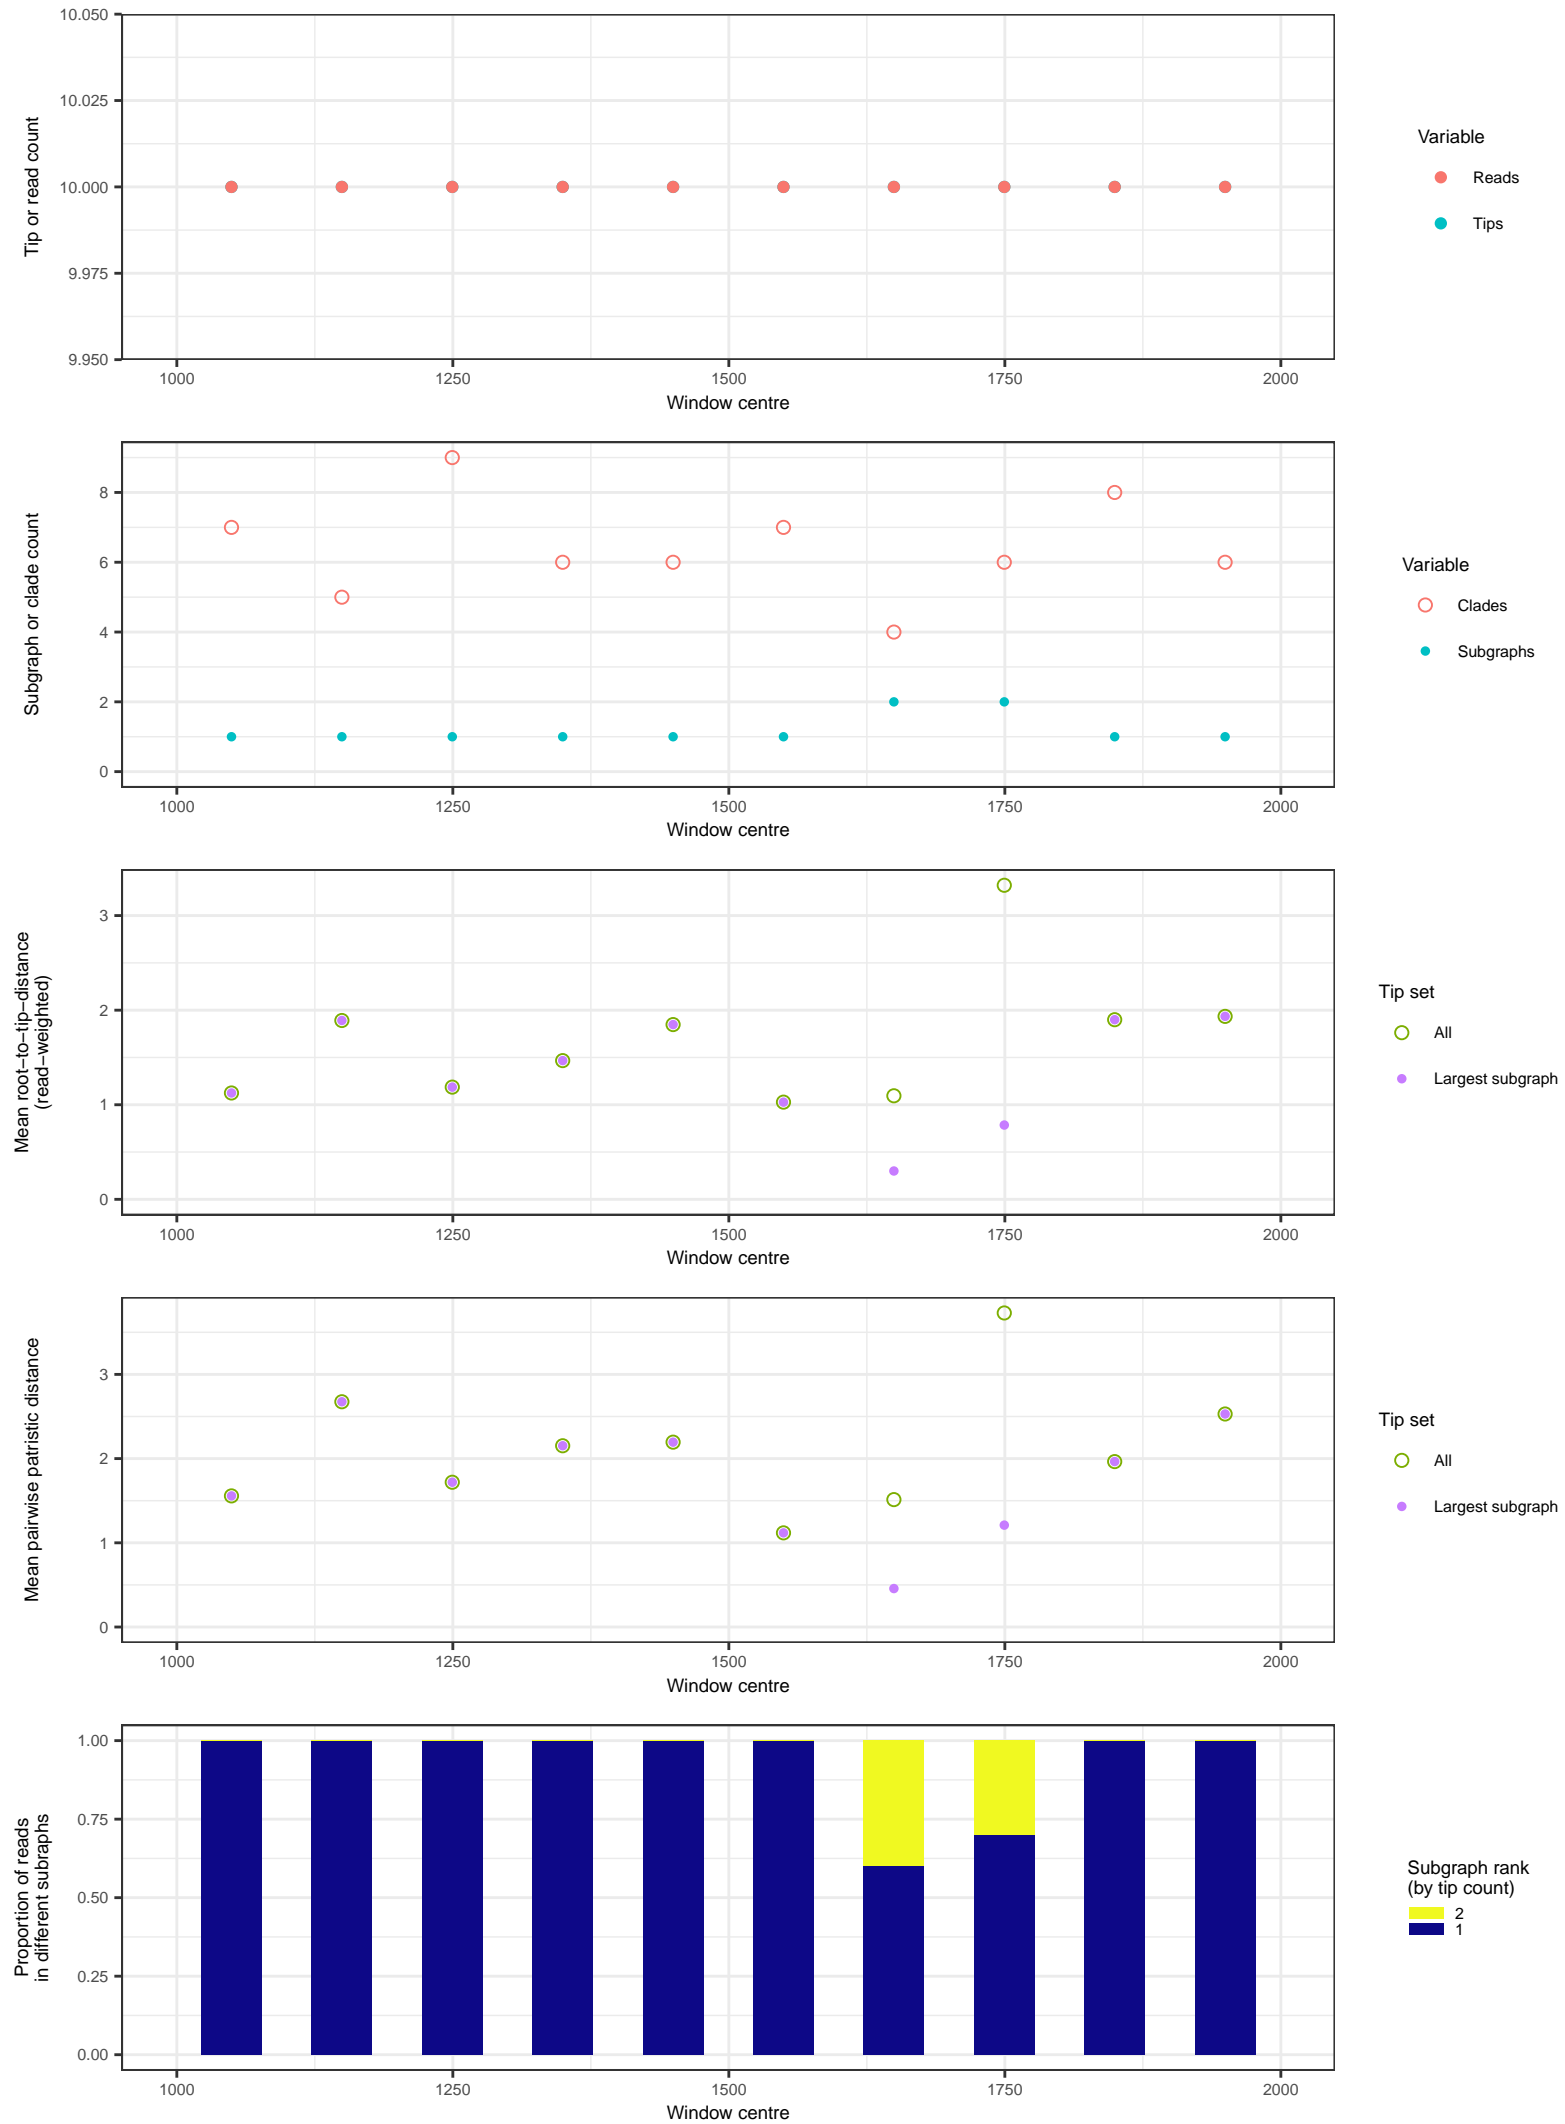 10.050
10.025
10.000
9.975
9.950
Tip or read count
1000 1250 1500 1750 2000
Window centre
Variable
Reads
Tips
8
6
4
2
0
Subgraph or clade count
1000 1250 1500 1750 2000
Window centre
Variable
Clades
Subgraphs
3
2
1
0
Mean root−to−tip−distance
(read−weighted)
1000 1250 1500 1750 2000
Window centre
Tip set
All
Largest subgraph
3
2
1
0
Mean pairwise patristic distance
1000 1250 1500 1750 2000
Window centre
Tip set
All
Largest subgraph
1.00
0.75
0.50
0.25
0.00
Proportion of reads
in different subraphs
1000 1250 1500 1750 2000
Window centre
Subgraph rank
(by tip count)
2
1